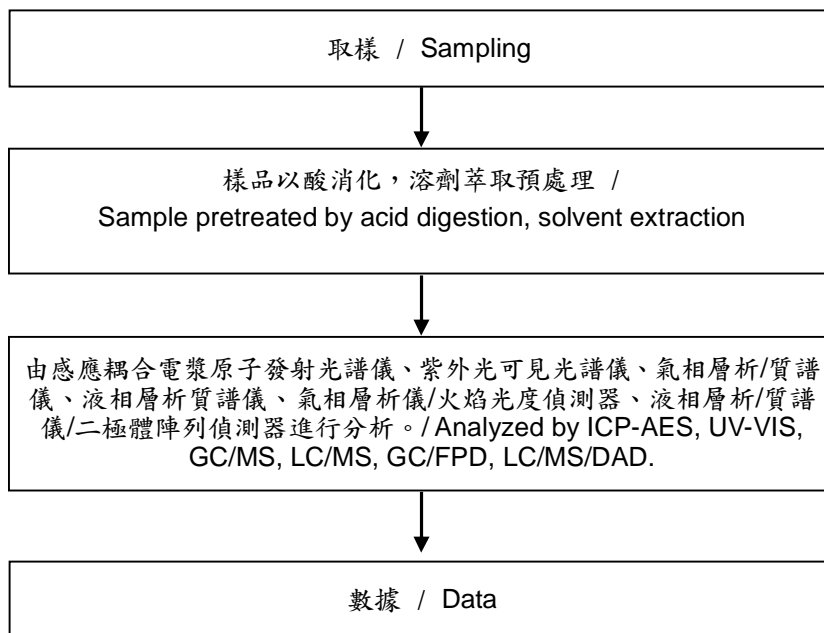 取樣 / Sampling
樣品以酸消化，溶劑萃取預處理 /
Sample pretreated by acid digestion, solvent extraction
由感應耦合電漿原子發射光譜儀、紫外光可見光譜儀、氣相層析/質譜
儀、液相層析質譜儀、氣相層析儀/火焰光度偵測器、液相層析/質譜
儀/二極體陣列偵測器進行分析。/ Analyzed by ICP-AES, UV-VIS,
GC/MS, LC/MS, GC/FPD, LC/MS/DAD.
數據 / Data